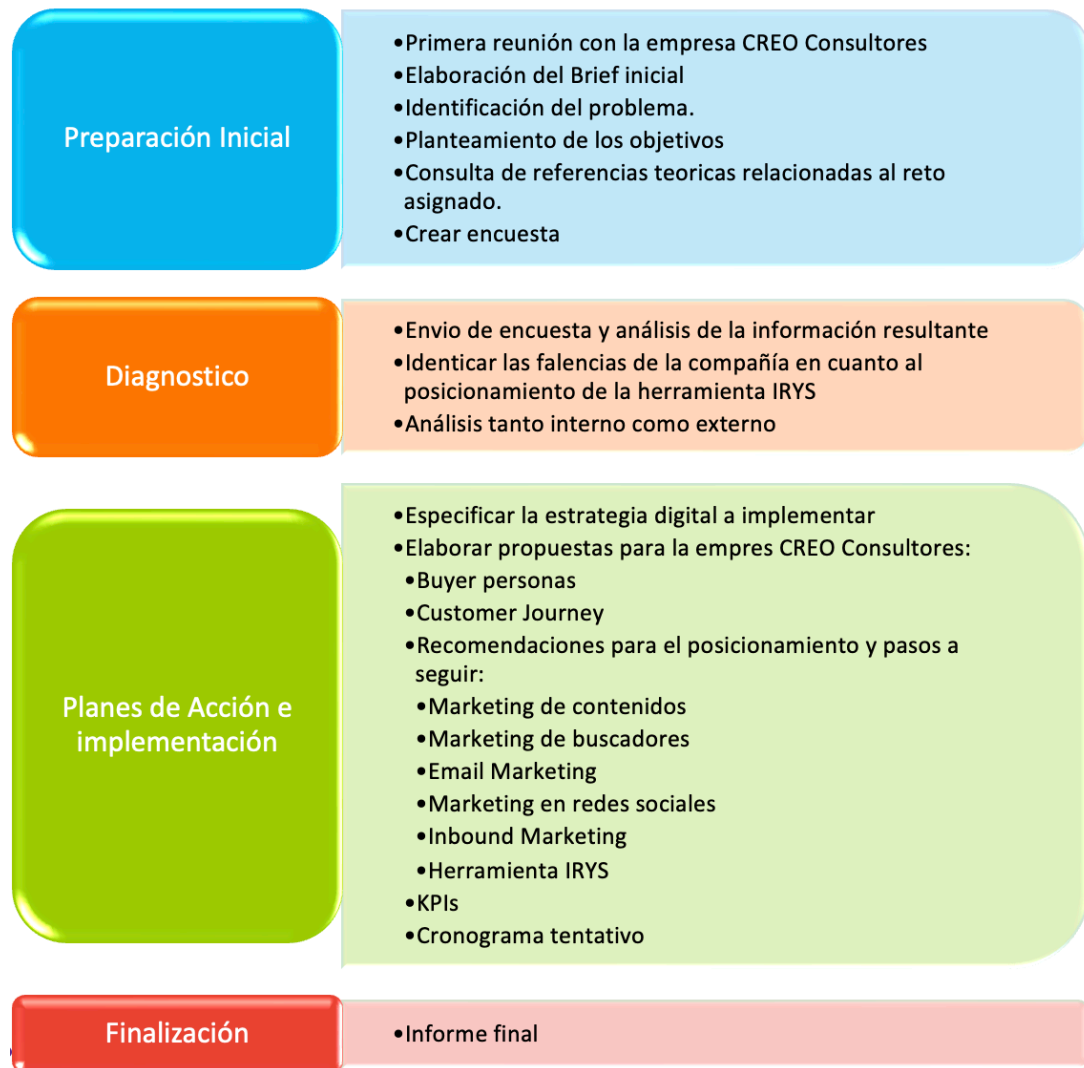 Preparación Inicial
•Primera reunión con la empresa CREO Consultores
•Elaboración del Brief inicial
•Identificación del problema.
•Planteamiento de los objetivos
•Consulta de referencias teoricas relacionadas al reto
asignado.
•Crear encuesta
Diagnostico
•Envio de encuesta y análisis de la información resultante
•Identicar las falencias de la compañía en cuanto al
posicionamiento de la herramienta IRYS
•Análisis tanto interno como externo
Planes de Acción e
implementación
•Especificar la estrategia digital a implementar
•Elaborar propuestas para la empres CREO Consultores:
•Buyer personas
•Customer Journey
•Recomendaciones para el posicionamiento y pasos a
seguir:
•Marketing de contenidos
•Marketing de buscadores
•Email Marketing
•Marketing en redes sociales
•Inbound Marketing
•Herramienta IRYS
•KPIs
•Cronograma tentativo
Finalización
•Informe final